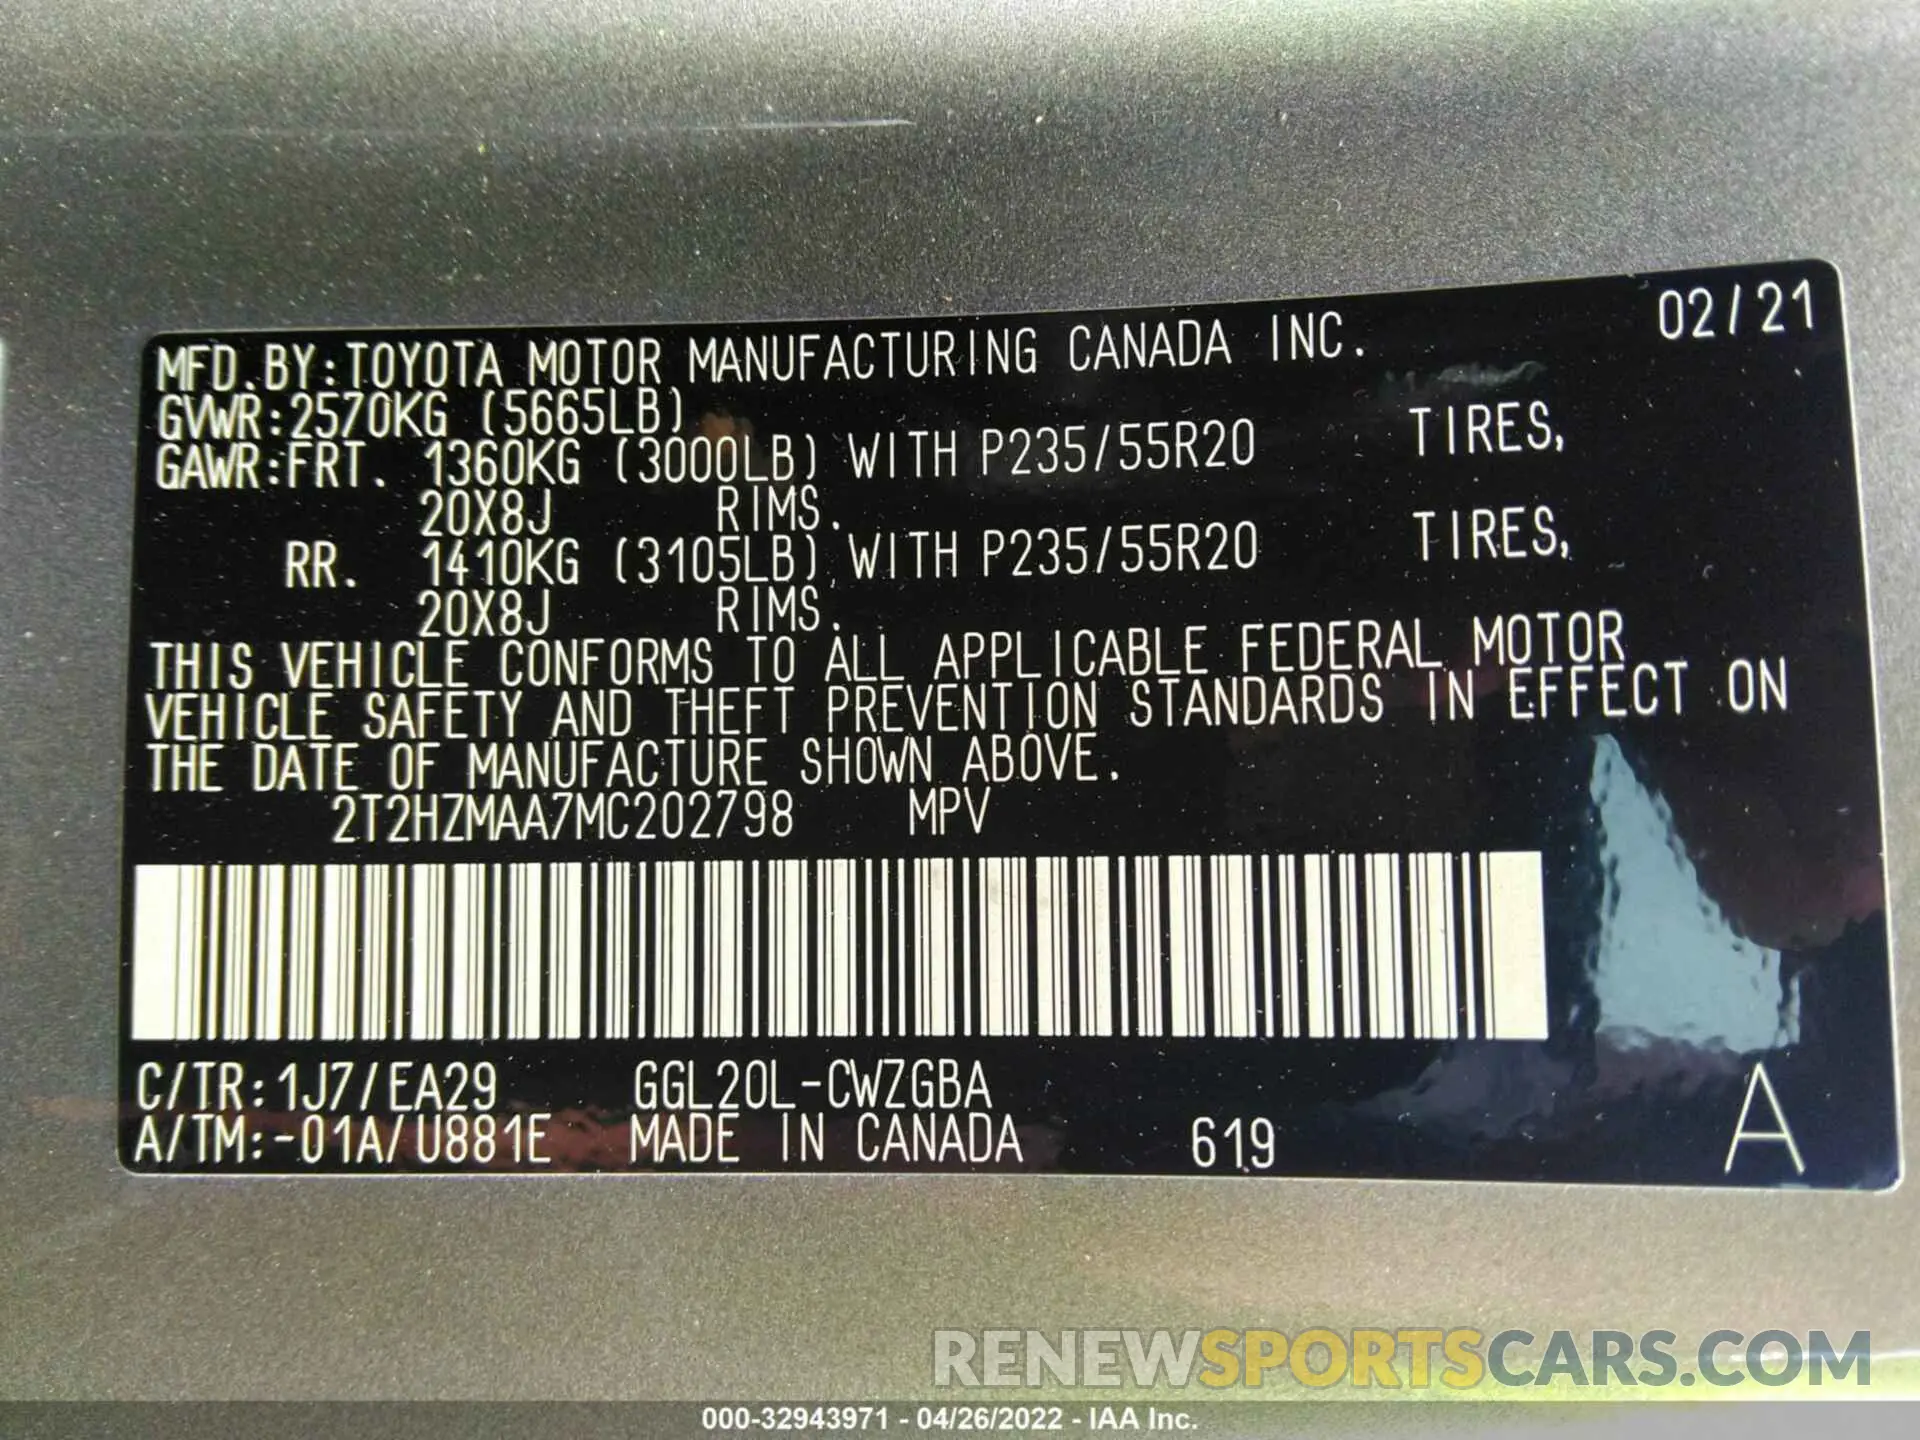 02/21
MFD.BY:TOYOTA MOTOR MANUFACTURING CANADA INC.
GVWR:2570KG (5665LB)
GAWR:FRT. 1360KG (3000LB) WITH P235/55R20 TIRES,
20X8J RIMS.
RR. 1410KG (3105LB) WITH P235/55R20 TIRES,
20X8J RIMS.
THIS VEHICLE CONFORMS TO ALL APPLICABLE FEDERAL MOTOR
VEHICLE SAFETY AND THEFT PREVENTION STANDARDS IN EFFECT ON
THE DATE OF MANUFACTURE SHOWN ABOVE.
2T2HZMAA7MC202798 MPV
C/TR:1J7/EA29 GGL20L-CWZGBA
A/TM:-01A/U881E MADE IN CANADA 619 A
RENEWSPORTSCARS.COM
000-32943971 - 04/26/2022 - IAA Inc.